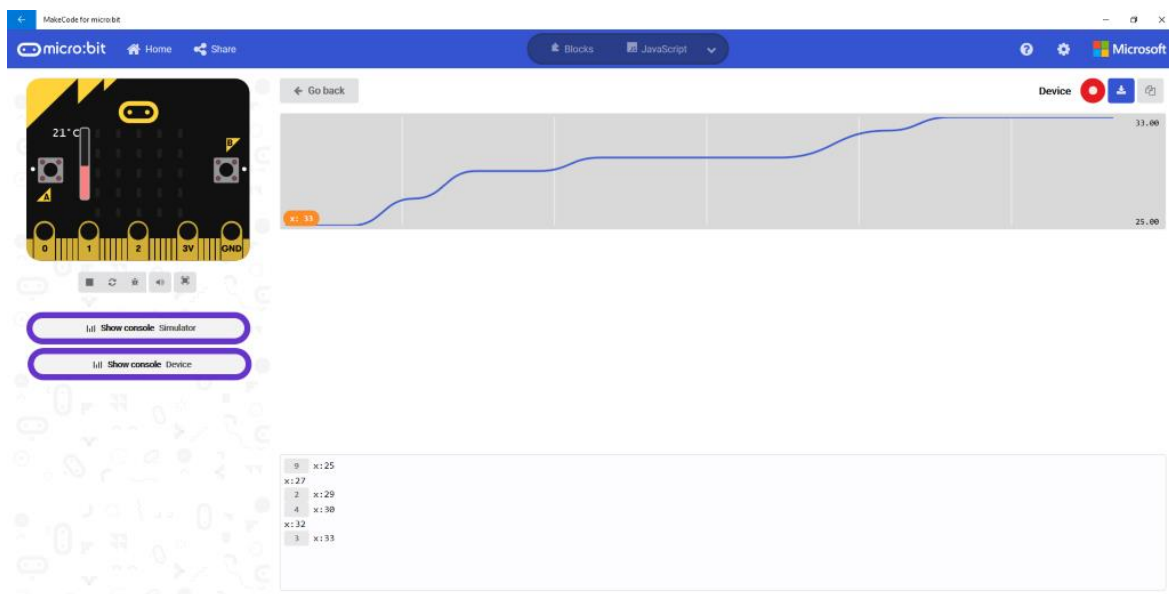 MakeCode for micro:bit
micro:bit Home Share Blocks JavaScript Microsoft
Go back Device
21°C
B
A
0 1 2 3V GND
33.00
x: 33
25.00
Show console Simulator
Show console Device
9 x:25
x:27
2 x:29
4 x:30
x:32
3 x:33